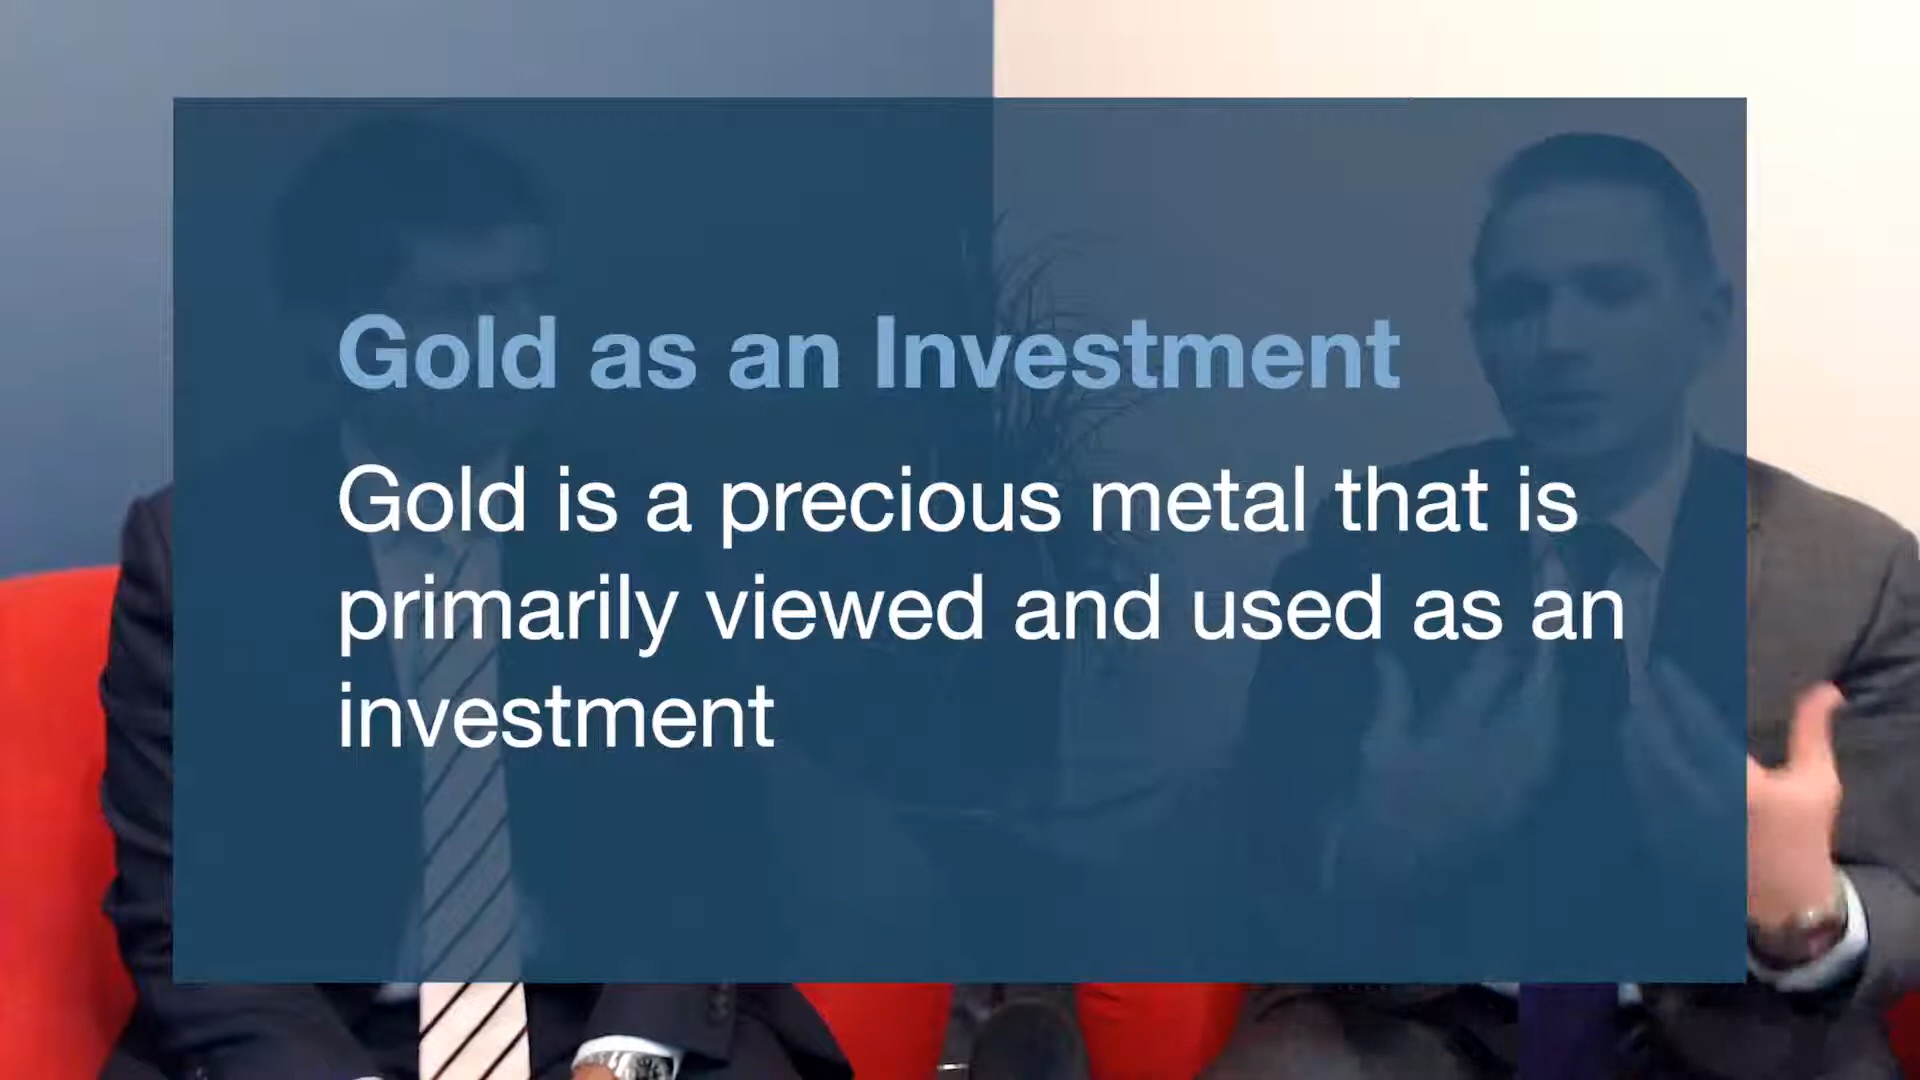 Gold as an Investment
Gold is a precious metal that is
primarily viewed and used as an
investment